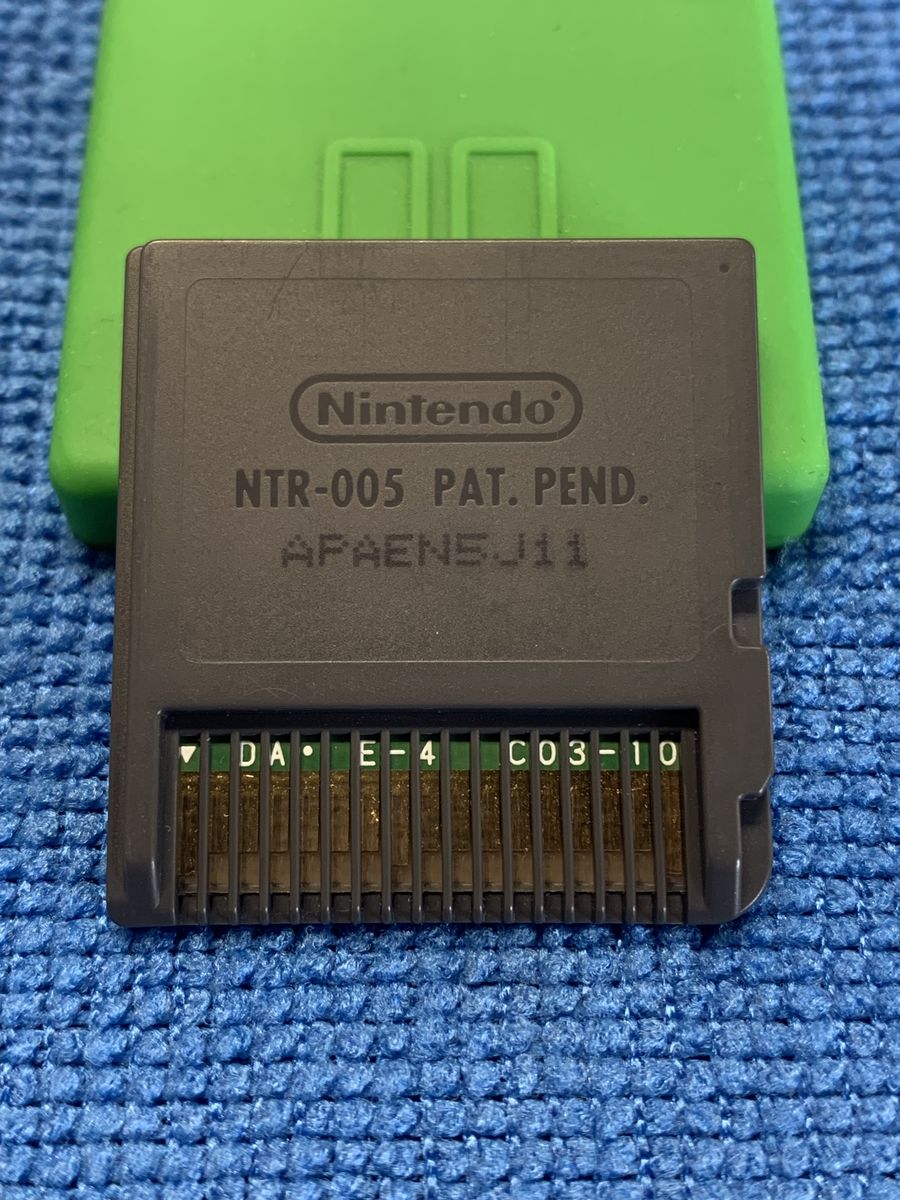 Nintendo®
NTR-005 PAT. PEND.
APAEN5J11
▼ DA• E-4 C03-10